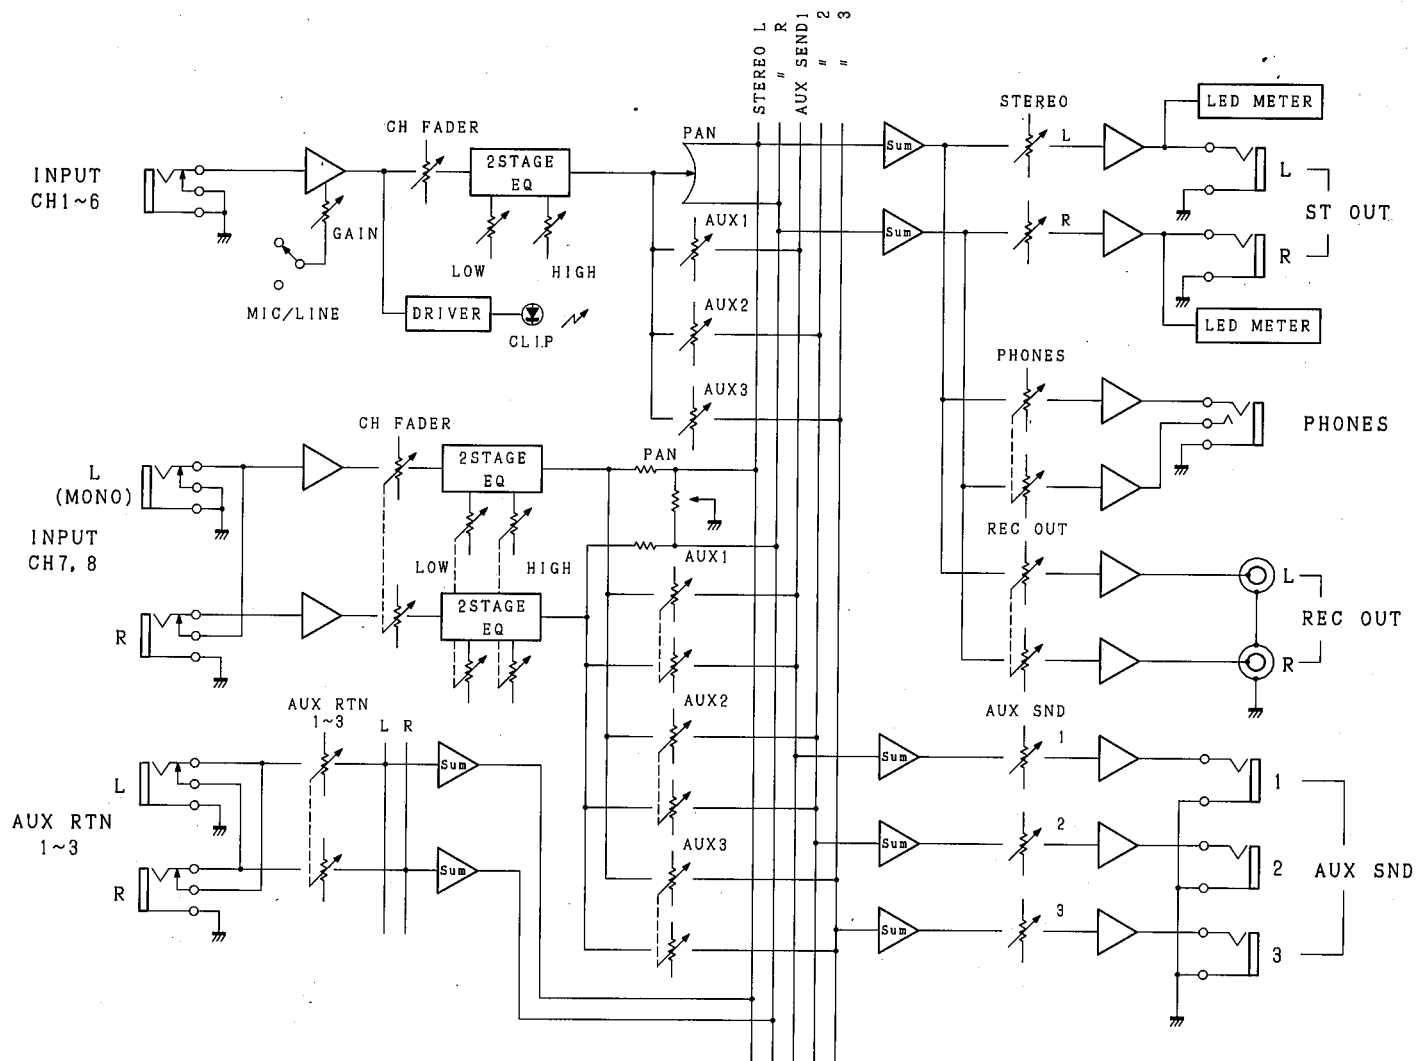 STEREO L
〃 R
AUX SEND1
〃 2
〃 3
INPUT
CH1~6
GAIN
MIC/LINE
CH FADER
2STAGE
EQ
LOW
HIGH
DRIVER
CLIP
PAN
AUX1
AUX2
AUX3
L
(MONO)
INPUT
CH7, 8
R
CH FADER
2STAGE
EQ
LOW
HIGH
2STAGE
EQ
PAN
AUX1
AUX2
AUX3
AUX RTN
1~3
L R
L
AUX RTN
1~3
R
Sum
Sum
Sum
Sum
STEREO
L
R
LED METER
L
ST OUT
R
LED METER
PHONES
PHONES
REC OUT
L
REC OUT
R
AUX SND
Sum
1
1
Sum
2
2
AUX SND
Sum
3
3